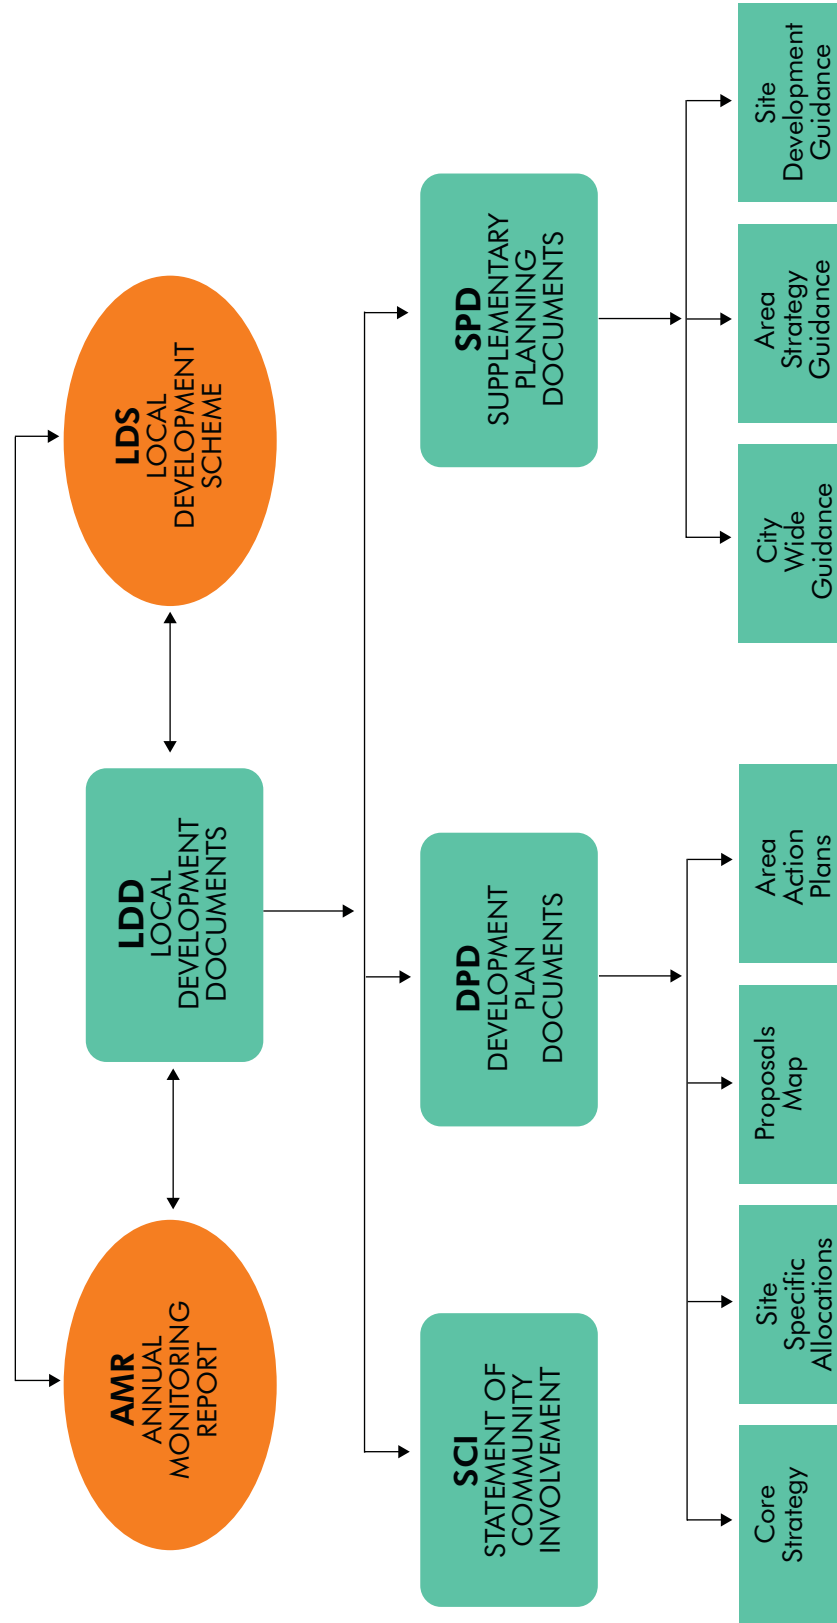 AMR
ANNUAL
MONITORING
REPORT
LDD
LOCAL
DEVELOPMENT
DOCUMENTS
LDS
LOCAL
DEVELOPMENT
SCHEME
SCI
STATEMENT OF
COMMUNITY
INVOLVEMENT
DPD
DEVELOPMENT
PLAN
DOCUMENTS
SPD
SUPPLEMENTARY
PLANNING
DOCUMENTS
Core
Strategy
Site
Specific
Allocations
Proposals
Map
Area
Action
Plans
City
Wide
Guidance
Area
Strategy
Guidance
Site
Development
Guidance